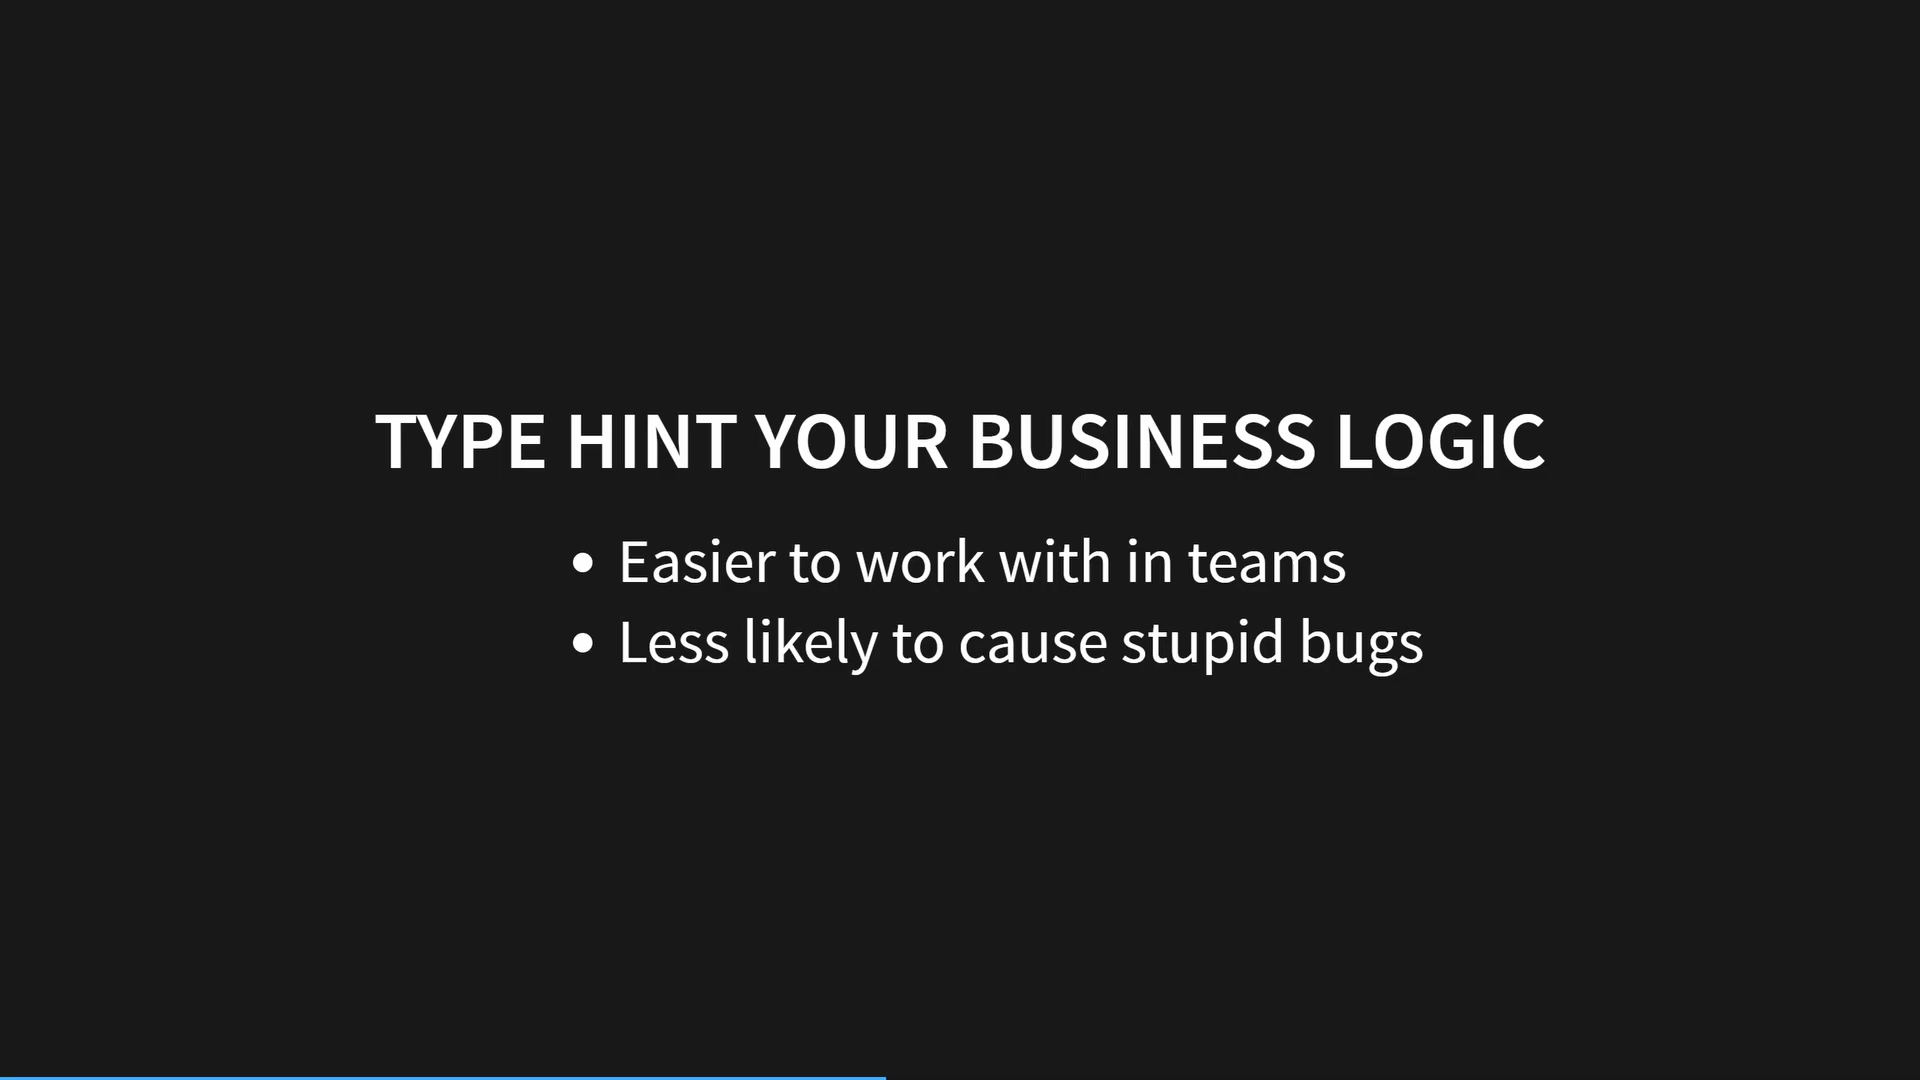 TYPE HINT YOUR BUSINESS LOGIC
• Easier to work with in teams
• Less likely to cause stupid bugs